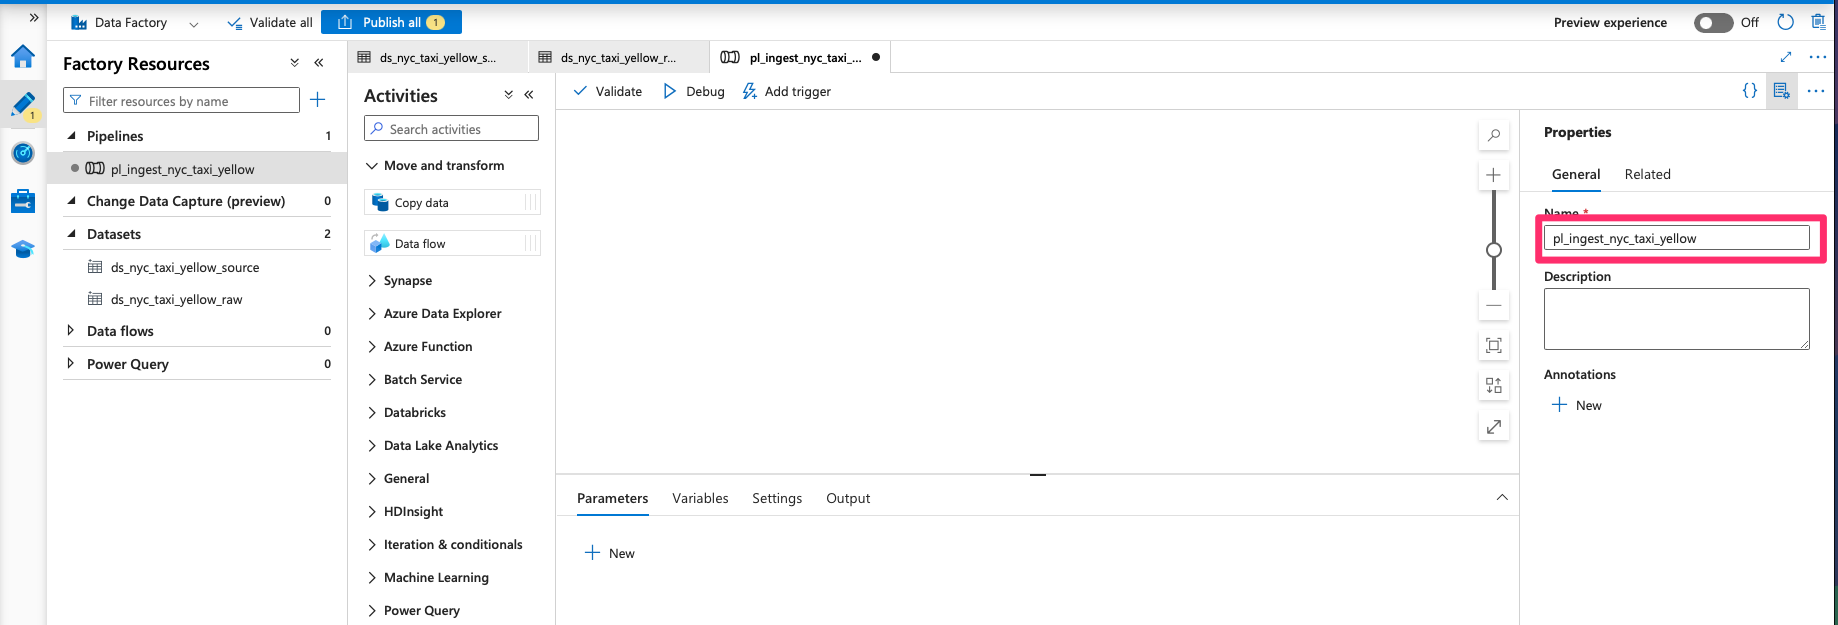 Data Factory
Validate all
Publish all 1
Preview experience
Off
1
Factory Resources
Filter resources by name
Pipelines 1
pl_ingest_nyc_taxi_yellow
Change Data Capture (preview) 0
Datasets 2
ds_nyc_taxi_yellow_source
ds_nyc_taxi_yellow_raw
Data flows 0
Power Query 0
ds_nyc_taxi_yellow_s...
ds_nyc_taxi_yellow_r...
pl_ingest_nyc_taxi_...
Activities
Search activities
Move and transform
Copy data
Data flow
Synapse
Azure Data Explorer
Azure Function
Batch Service
Databricks
Data Lake Analytics
General
HDInsight
Iteration & conditionals
Machine Learning
Power Query
Validate
Debug
Add trigger
{}
Parameters
Variables
Settings
Output
New
Properties
General
Related
Name *
pl_ingest_nyc_taxi_yellow
Description
Annotations
New